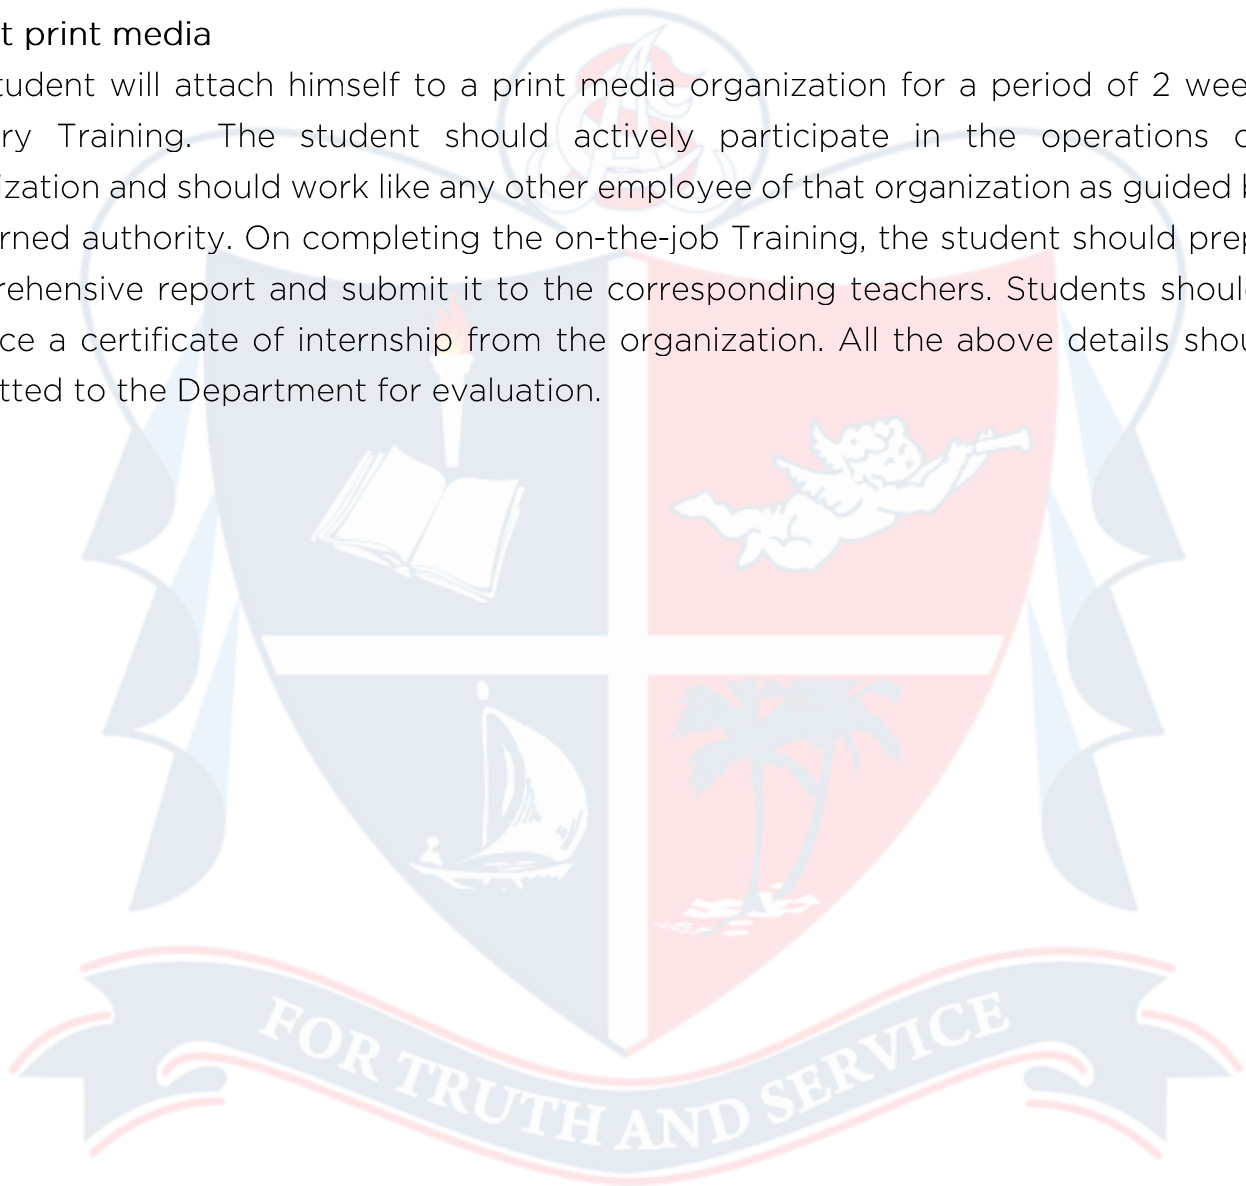 t print media
tudent will attach himself to a print media organization for a period of 2 wee
ry Training. The student should actively participate in the operations o
ization and should work like any other employee of that organization as guided b
rned authority. On completing the on-the-job Training, the student should prep
rehensive report and submit it to the corresponding teachers. Students shoul
ce a certificate of internship from the organization. All the above details shou
tted to the Department for evaluation.
FOR TRUTH AND SERVICE